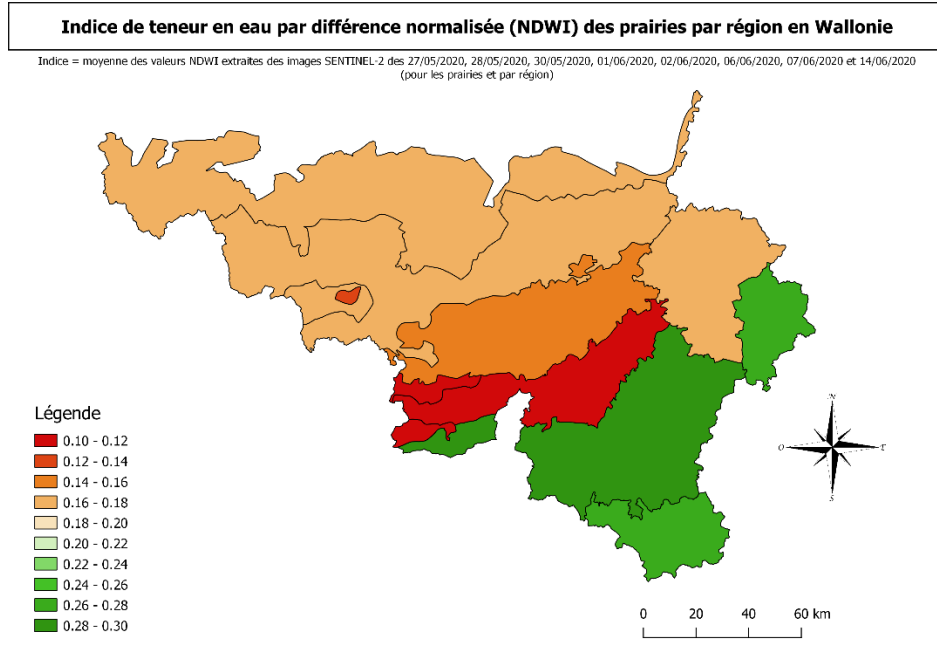 Indice de teneur en eau par différence normalisée (NDWI) des prairies par région en Wallonie
Indice = moyenne des valeurs NDWI extraites des images SENTINEL-2 des 27/05/2020, 28/05/2020, 30/05/2020, 01/06/2020, 02/06/2020, 06/06/2020, 07/06/2020 et 14/06/2020
(pour les prairies et par région)
Légende
0.10 - 0.12
0.12 - 0.14
0.14 - 0.16
0.16 - 0.18
0.18 - 0.20
0.20 - 0.22
0.22 - 0.24
0.24 - 0.26
0.26 - 0.28
0.28 - 0.30
N
O
S
0 20 40 60 km